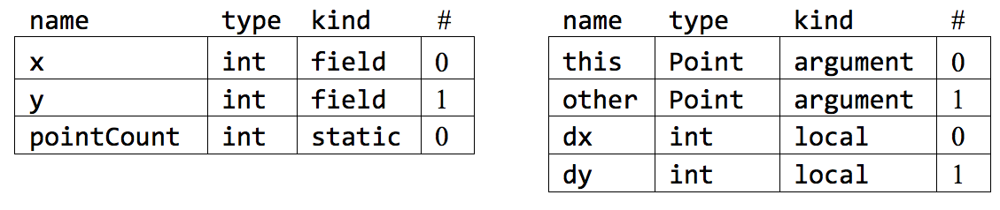 name type kind #
x int field 0
y int field 1
pointCount int static 0
name type kind #
this Point argument 0
other Point argument 1
dx int local 0
dy int local 1